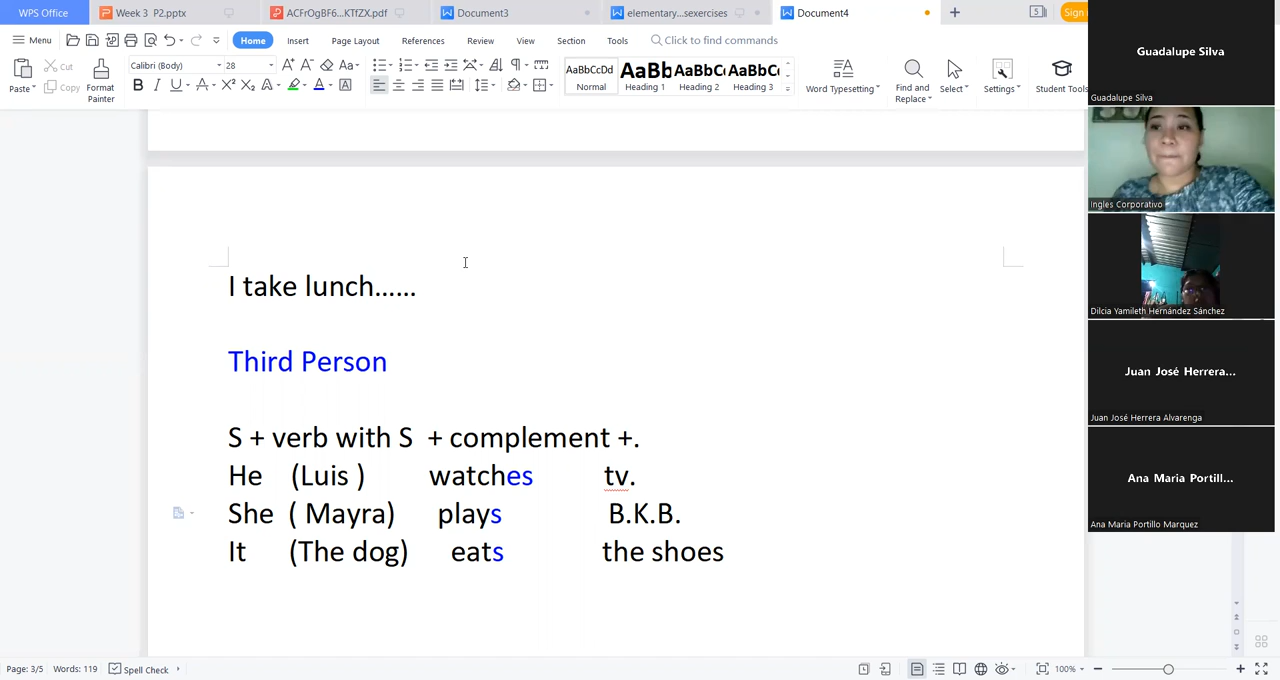 WPS Office
Week 3 P2.pptx
ACFrOgBF6...KTfZX.pdf
Document3
elementary...sexercises
Document4
Sign
Menu
Home
Insert
Page Layout
References
Review
View
Section
Tools
Click to find commands
Paste
Cut
Copy
Format Painter
Calibri (Body)
28
AaBbCcDd
Normal
AaBb
Heading 1
AaBbC
Heading 2
AaBbC
Heading 3
Word Typesetting
Find and Replace
Select
Settings
Student Tools
I take lunch……
Third Person
S + verb with S + complement +.
He (Luis ) watches tv.
She ( Mayra) plays B.K.B.
It (The dog) eats the shoes
Guadalupe Silva
Guadalupe Silva
Ingles Corporativo
Dilcia Yamileth Hernández Sánchez
Juan José Herrera...
Juan José Herrera Alvarenga
Ana Maria Portill...
Ana Maria Portillo Marquez
Page: 3/5 Words: 119 Spell Check
100%